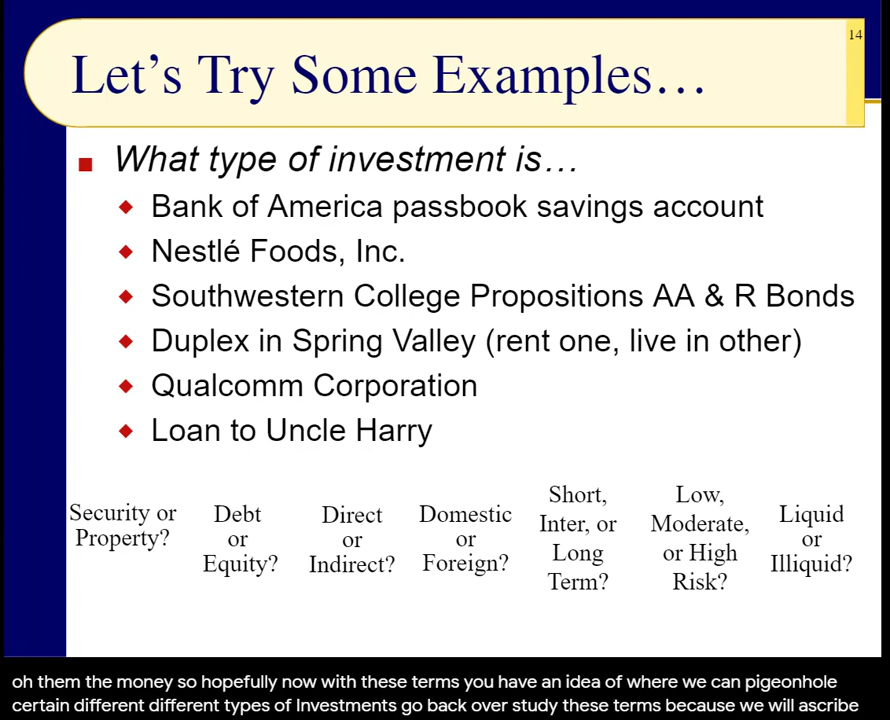 14
Let's Try Some Examples…
What type of investment is…
Bank of America passbook savings account
Nestlé Foods, Inc.
Southwestern College Propositions AA & R Bonds
Duplex in Spring Valley (rent one, live in other)
Qualcomm Corporation
Loan to Uncle Harry
Security or
Property?
Debt
or
Equity?
Direct
or
Indirect?
Domestic
or
Foreign?
Short,
Inter, or
Long
Term?
Low,
Moderate,
or High
Risk?
Liquid
or
Illiquid?
oh them the money so hopefully now with these terms you have an idea of where we can pigeonhole
certain different different types of Investments go back over study these terms because we will ascribe